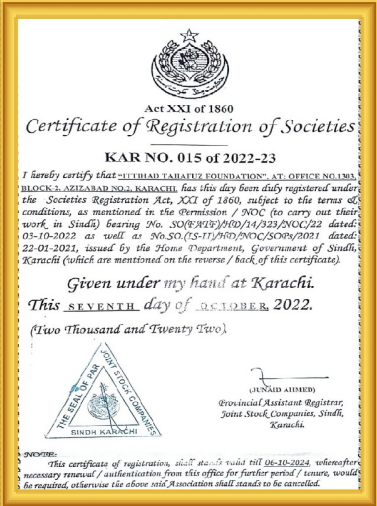 Act XXI of 1860
Certificate of Registration of Societies
KAR NO. 015 of 2022-23
I hereby certify that "ITTIHAD TAHAFUZ FOUNDATION". AT: OFFICE NO.1303,
BLOCK-2, AZIZABAD NO.2, KARACHI. has this day been duly registered under
the Societies Registration Act, XXI of 1860, subject to the terms &
conditions, as mentioned in the Permission / NOC (to carry out their
work in Sindh) bearing No. SO(EXTE)/HD/14/323/NOC/22 dated:
03-10-2022 as well as No.SO.(IS-II)/HD/NOC/SOPs/2021 dated:
22-01-2021, issued by the Home Department, Government of Sindh,
Karachi (which are mentioned on the reverse / back of this certificate).
Given under my hand at Karachi.
This SEVENTH day of OCTOBER, 2022.
(Two Thousand and Twenty Two).
THE SEAL OF
JOINT STOCK COMPANIES
SINDH KARACHI
(JUNAID AHMED)
Provincial Assistant Registrar,
Joint Stock Companies, Sindh,
Karachi.
NOTE:
This certificate of registration, shall stands valid till 06-10-2024, whereafter
necessary renewal / authentication from this office for further period / tenure, would
be required, otherwise the above said Association shall stands to be cancelled.